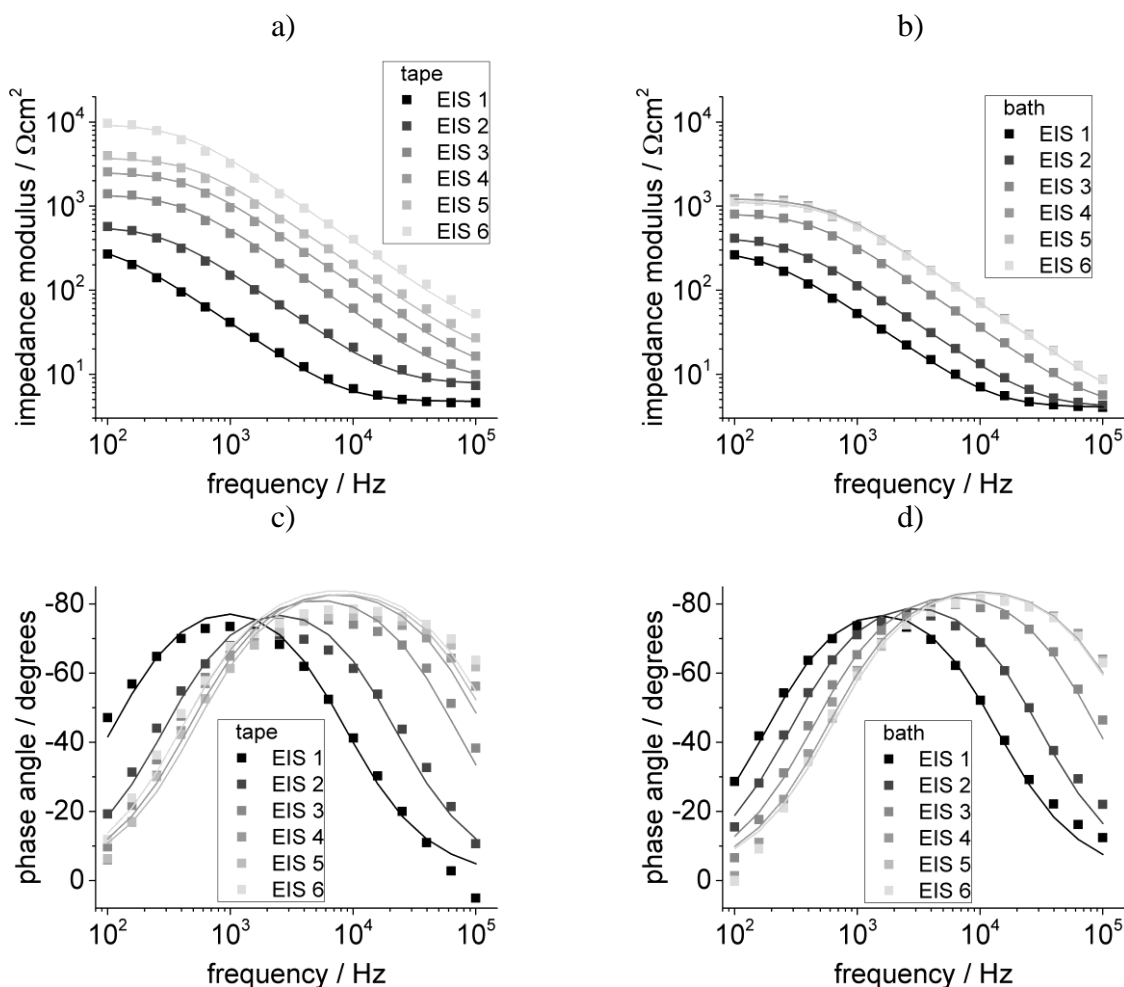 a)
impedance modulus / Ωcm²
10⁴
10³
10²
10¹
tape
EIS 1
EIS 2
EIS 3
EIS 4
EIS 5
EIS 6
10² 10³ 10⁴ 10⁵
frequency / Hz
b)
impedance modulus / Ωcm²
10⁴
10³
10²
10¹
bath
EIS 1
EIS 2
EIS 3
EIS 4
EIS 5
EIS 6
10² 10³ 10⁴ 10⁵
frequency / Hz
c)
phase angle / degrees
-80
-60
-40
-20
0
tape
EIS 1
EIS 2
EIS 3
EIS 4
EIS 5
EIS 6
10² 10³ 10⁴ 10⁵
frequency / Hz
d)
phase angle / degrees
-80
-60
-40
-20
0
bath
EIS 1
EIS 2
EIS 3
EIS 4
EIS 5
EIS 6
10² 10³ 10⁴ 10⁵
frequency / Hz